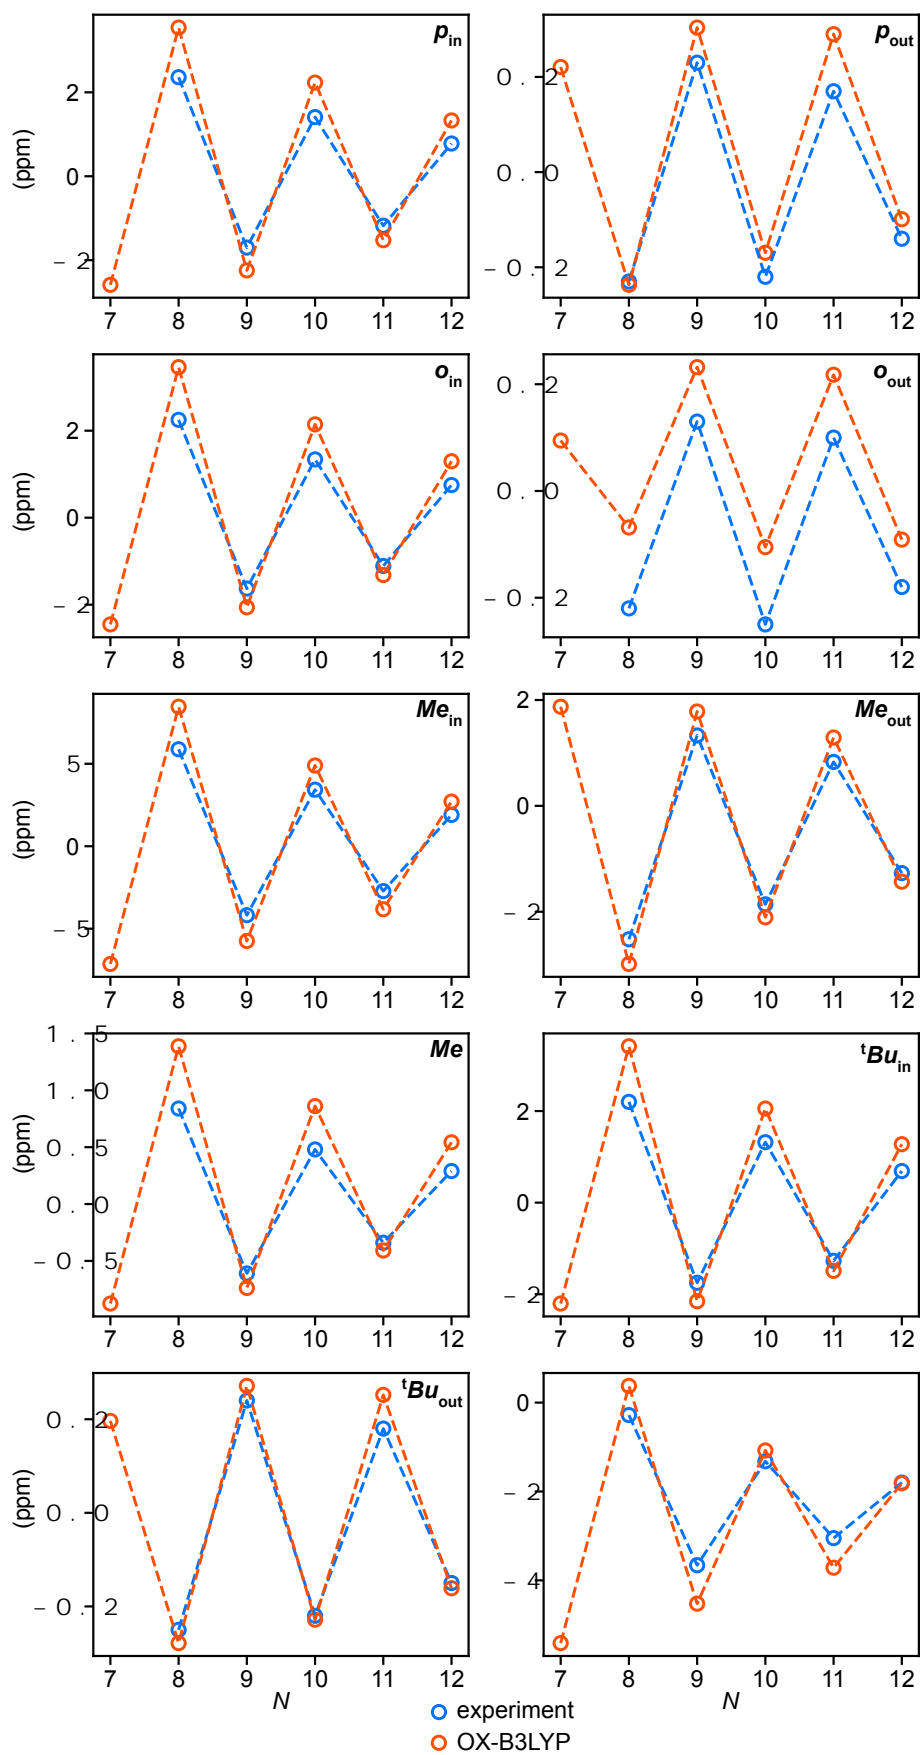 p_in
p_out
2
0
− 2
(ppm)
0. 2
0. 0
− 0. 2
7 8 9 10 11 12
7 8 9 10 11 12
o_in
o_out
2
0
− 2
(ppm)
0. 2
0. 0
− 0. 2
7 8 9 10 11 12
7 8 9 10 11 12
Me_in
Me_out
5
0
− 5
(ppm)
2
0
− 2
7 8 9 10 11 12
7 8 9 10 11 12
Me
tBu_in
1. 5
1. 0
0. 5
0. 0
− 0. 5
(ppm)
2
0
− 2
7 8 9 10 11 12
7 8 9 10 11 12
tBu_out
0. 2
0. 0
− 0. 2
(ppm)
0
− 2
− 4
7 8 9 10 11 12
7 8 9 10 11 12
N
N
experiment
OX-B3LYP